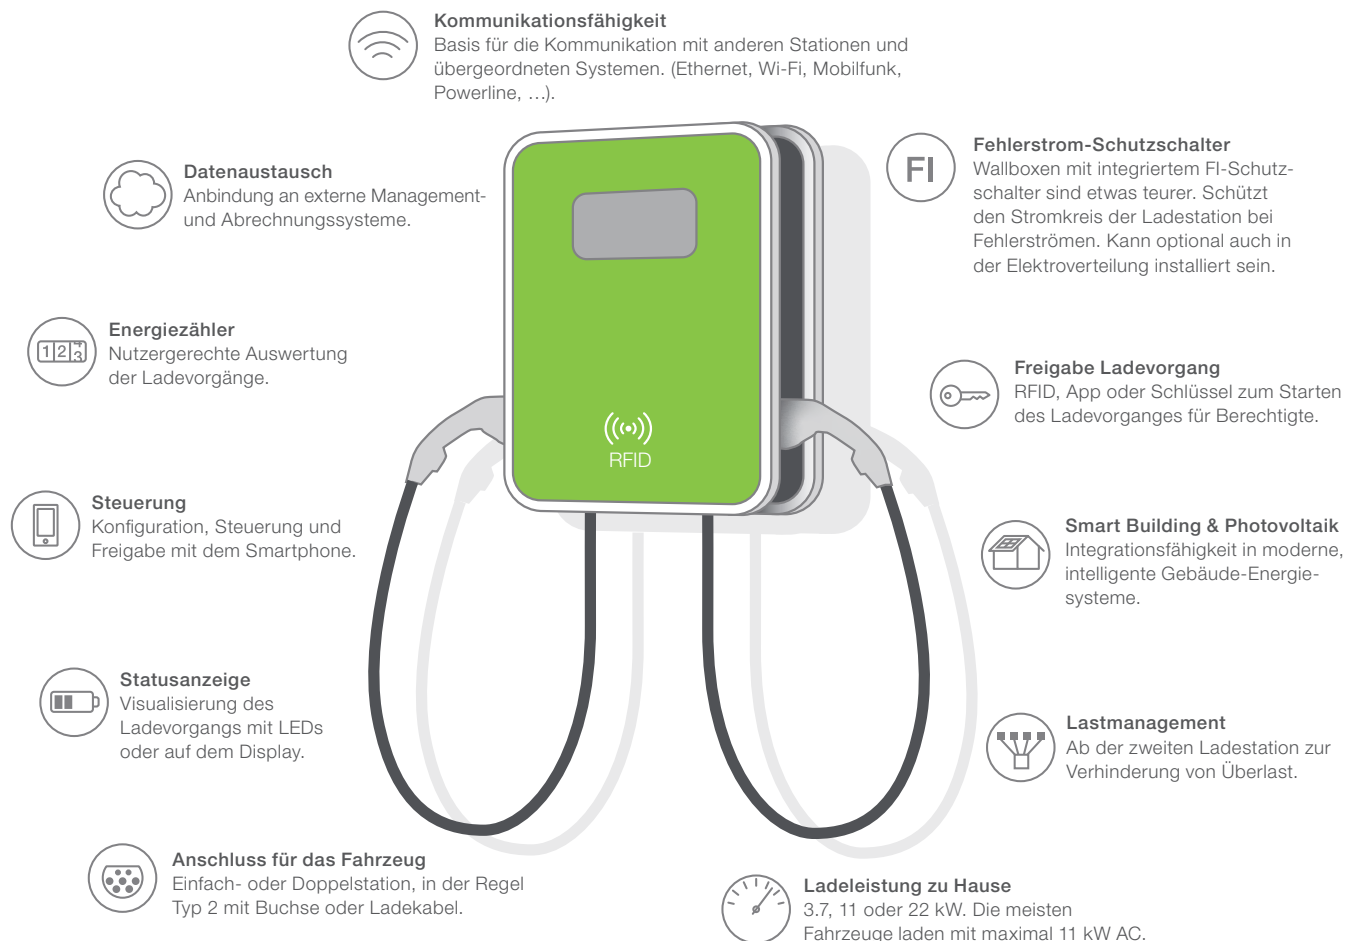 Kommunikationsfähigkeit
Basis für die Kommunikation mit anderen Stationen und
übergeordneten Systemen. (Ethernet, Wi-Fi, Mobilfunk,
Powerline, …).
Datenaustausch
Anbindung an externe Management-
und Abrechnungssysteme.
FI
Fehlerstrom-Schutzschalter
Wallboxen mit integriertem FI-Schutz-
schalter sind etwas teurer. Schützt
den Stromkreis der Ladestation bei
Fehlerströmen. Kann optional auch in
der Elektroverteilung installiert sein.
1 2 3
Energiezähler
Nutzergerechte Auswertung
der Ladevorgänge.
Freigabe Ladevorgang
RFID, App oder Schlüssel zum Starten
des Ladevorganges für Berechtigte.
RFID
Steuerung
Konfiguration, Steuerung und
Freigabe mit dem Smartphone.
Smart Building & Photovoltaik
Integrationsfähigkeit in moderne,
intelligente Gebäude-Energie-
systeme.
Statusanzeige
Visualisierung des
Ladevorgangs mit LEDs
oder auf dem Display.
Lastmanagement
Ab der zweiten Ladestation zur
Verhinderung von Überlast.
Anschluss für das Fahrzeug
Einfach- oder Doppelstation, in der Regel
Typ 2 mit Buchse oder Ladekabel.
Ladeleistung zu Hause
3.7, 11 oder 22 kW. Die meisten
Fahrzeuge laden mit maximal 11 kW AC.